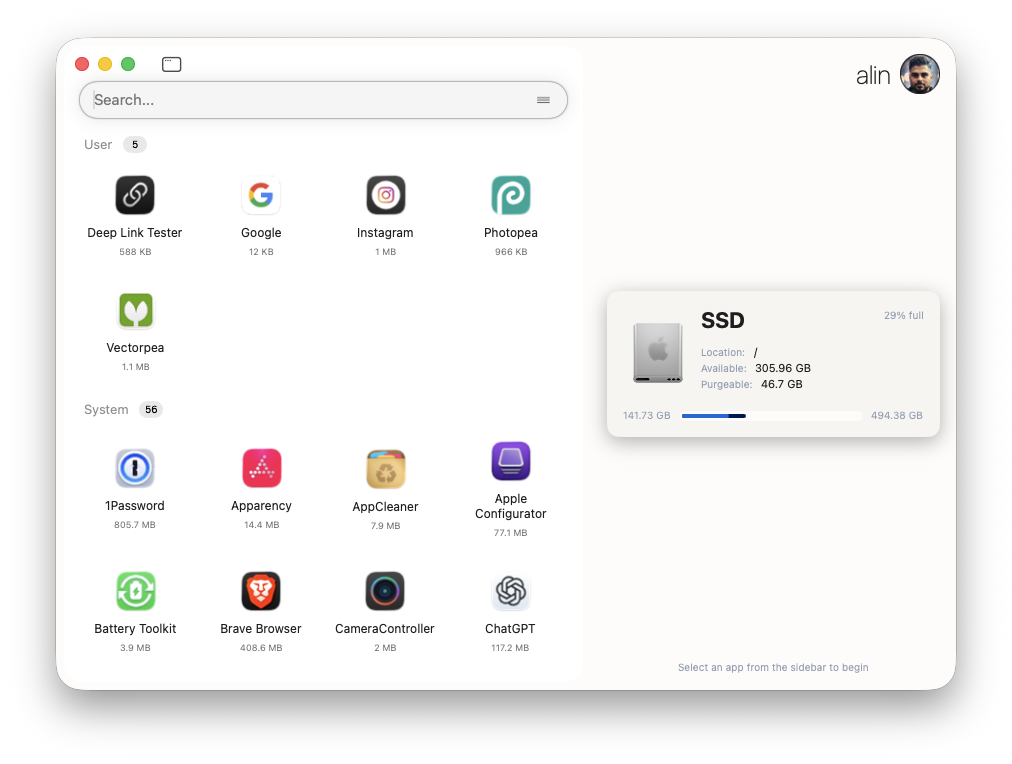 alin
Search...
User 5
Deep Link Tester
588 KB
Google
12 KB
Instagram
1 MB
Photopea
966 KB
Vectorpea
1.1 MB
System 56
1Password
805.7 MB
Apparency
14.4 MB
AppCleaner
7.9 MB
Apple
Configurator
77.1 MB
Battery Toolkit
3.9 MB
Brave Browser
408.6 MB
CameraController
2 MB
ChatGPT
117.2 MB
SSD
29% full
Location: /
Available: 305.96 GB
Purgeable: 46.7 GB
141.73 GB 494.38 GB
Select an app from the sidebar to begin